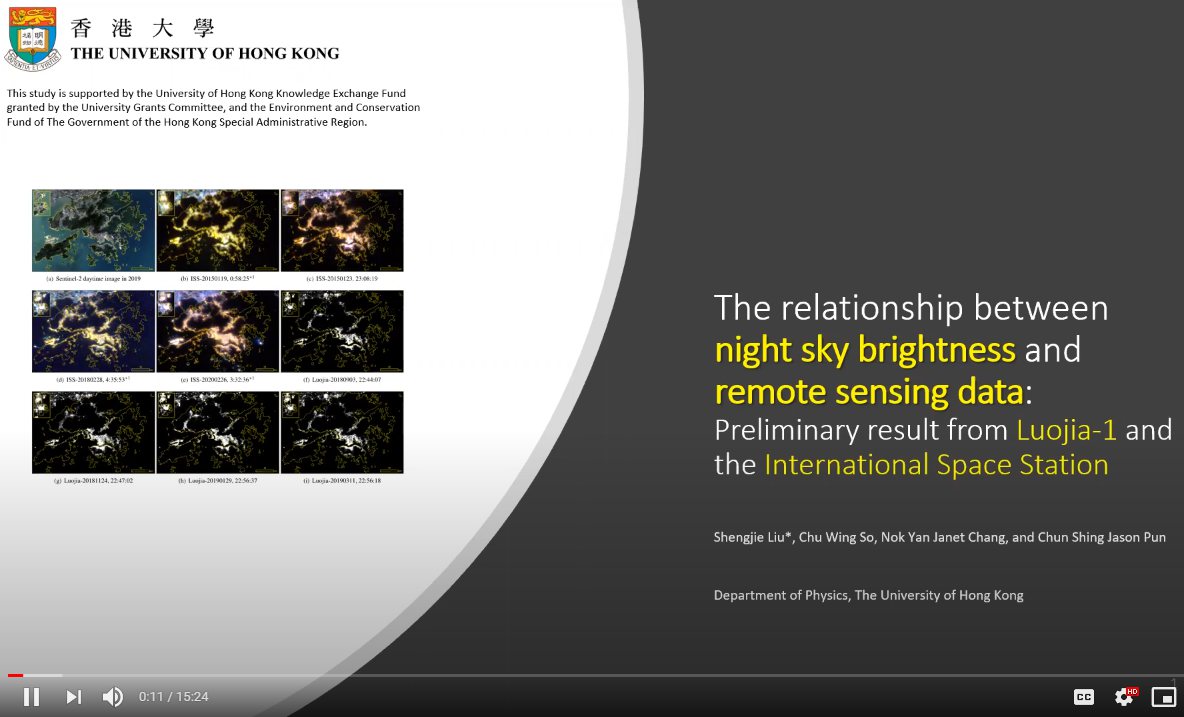 香 港 大 學
THE UNIVERSITY OF HONG KONG
This study is supported by the University of Hong Kong Knowledge Exchange Fund
granted by the University Grants Committee, and the Environment and Conservation
Fund of The Government of the Hong Kong Special Administrative Region.
(a) Sentinel-2 daytime image in 2019
(b) ISS-20150119, 0:58:25+1
(c) ISS-20150123, 23:06:19
(d) ISS-20180228, 4:35:53+1
(e) ISS-20200226, 3:32:36+1
(f) Luojia-20180903, 22:44:07
(g) Luojia-20181124, 22:47:02
(h) Luojia-20190129, 22:56:37
(i) Luojia-20190311, 22:56:18
The relationship between
night sky brightness and
remote sensing data:
Preliminary result from Luojia-1 and
the International Space Station
Shengjie Liu*, Chu Wing So, Nok Yan Janet Chang, and Chun Shing Jason Pun
Department of Physics, The University of Hong Kong
1
0:11 / 15:24
CC
HD